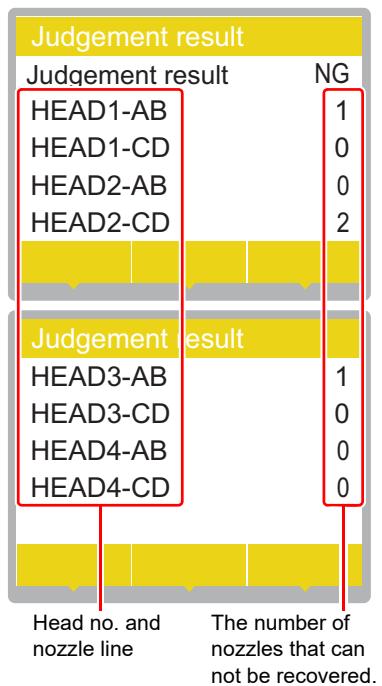 Judgement result
Judgement result NG
HEAD1-AB 1
HEAD1-CD 0
HEAD2-AB 0
HEAD2-CD 2
Judgement result
HEAD3-AB 1
HEAD3-CD 0
HEAD4-AB 0
HEAD4-CD 0
Head no. and
nozzle line
The number of
nozzles that can
not be recovered.